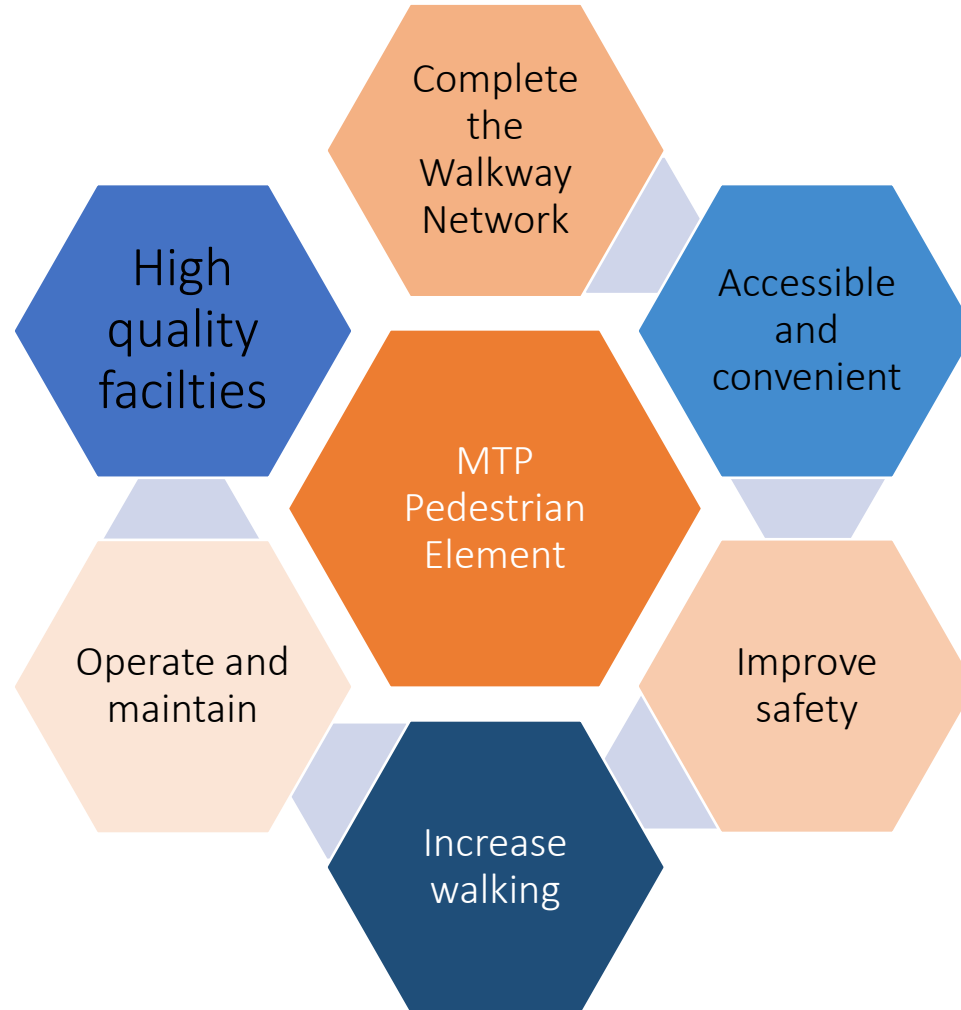 Complete
the
Walkway
Network
High
quality
facilties
Accessible
and
convenient
MTP
Pedestrian
Element
Operate and
maintain
Improve
safety
Increase
walking